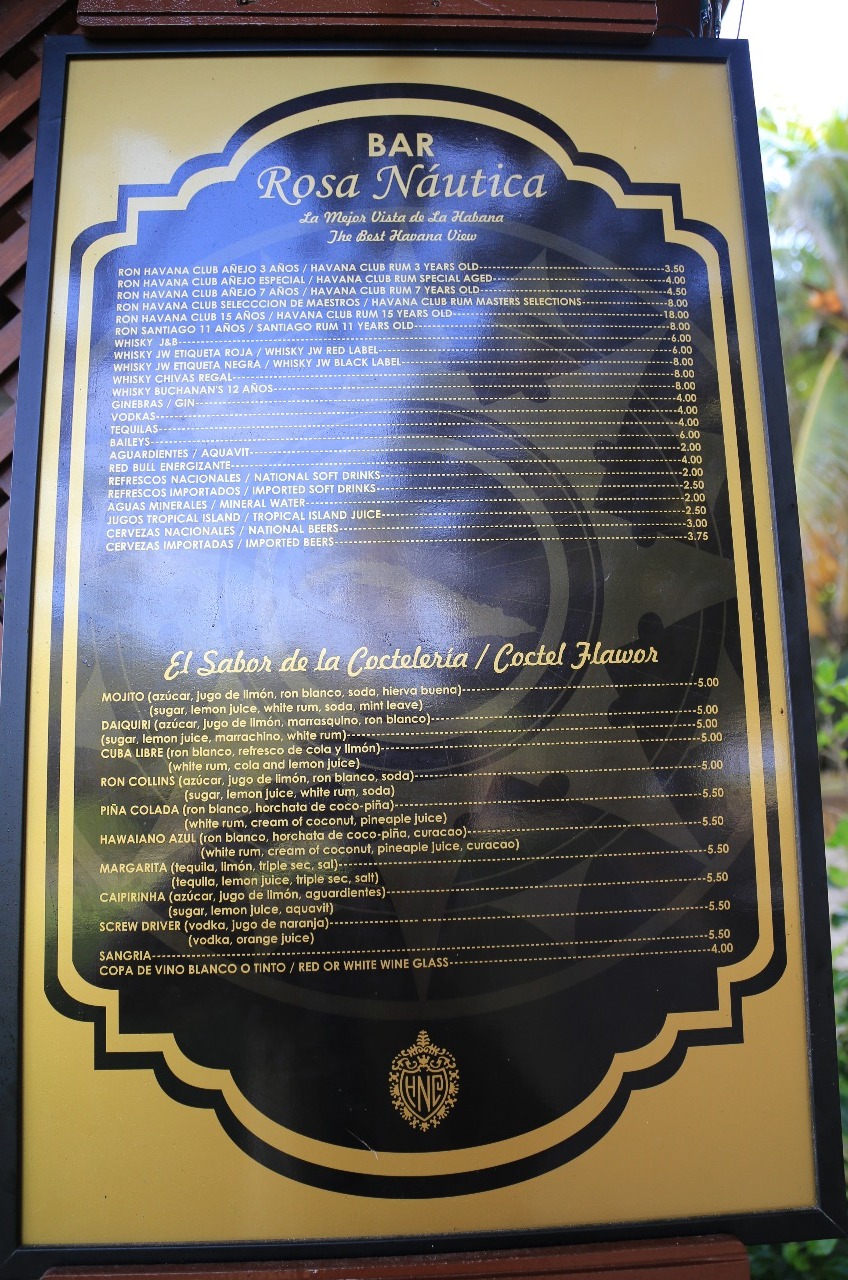 BAR
Rosa Náutica
La Mejor Vista de La Habana
The Best Havana View
RON HAVANA CLUB AÑEJO 3 AÑOS / HAVANA CLUB RUM 3 YEARS OLD-----3.50
RON HAVANA CLUB AÑEJO ESPECIAL / HAVANA CLUB RUM SPECIAL AGED-----4.00
RON HAVANA CLUB AÑEJO 7 AÑOS / HAVANA CLUB RUM 7 YEARS OLD-----4.50
RON HAVANA CLUB SELECCCION DE MAESTROS / HAVANA CLUB RUM MASTERS SELECTIONS-----8.00
RON HAVANA CLUB 15 AÑOS / HAVANA CLUB RUM 15 YEARS OLD-----18.00
RON SANTIAGO 11 AÑOS / SANTIAGO RUM 11 YEARS OLD-----8.00
WHISKY J&B-----6.00
WHISKY JW ETIQUETA ROJA / WHISKY JW RED LABEL-----6.00
WHISKY JW ETIQUETA NEGRA / WHISKY JW BLACK LABEL-----8.00
WHISKY CHIVAS REGAL-----8.00
WHISKY BUCHANAN'S 12 AÑOS-----8.00
GINEBRAS / GIN-----4.00
VODKAS-----4.00
TEQUILAS-----4.00
BAILEYS-----6.00
AGUARDIENTES / AQUAVIT-----2.00
RED BULL ENERGIZANTE-----4.00
REFRESCOS NACIONALES / NATIONAL SOFT DRINKS-----2.00
REFRESCOS IMPORTADOS / IMPORTED SOFT DRINKS-----2.50
AGUAS MINERALES / MINERAL WATER-----2.00
JUGOS TROPICAL ISLAND / TROPICAL ISLAND JUICE-----2.50
CERVEZAS NACIONALES / NATIONAL BEERS-----3.00
CERVEZAS IMPORTADAS / IMPORTED BEERS-----3.75
El Sabor de la Coctelería / Coctel Flawor
MOJITO (azúcar, jugo de limón, ron blanco, soda, hierva buena)-----5.00
(sugar, lemon juice, white rum, soda, mint leave)
DAIQUIRI (azúcar, jugo de limón, marrasquino, ron blanco)-----5.00
(sugar, lemon juice, marrachino, white rum)-----5.00
CUBA LIBRE (ron blanco, refresco de cola y limón)-----5.00
(white rum, cola and lemon juice)
RON COLLINS (azúcar, jugo de limón, ron blanco, soda)-----5.00
(sugar, lemon juice, white rum, soda)
PIÑA COLADA (ron blanco, horchata de coco-piña)-----5.50
(white rum, cream of coconut, pineaple juice)
HAWAIANO AZUL (ron blanco, horchata de coco-piña, curacao)-----5.50
(white rum, cream of coconut, pineaple juice, curacao)
MARGARITA (tequila, limón, triple sec, sal)-----5.50
(tequila, lemon juice, triple sec, salt)
CAIPIRINHA (azúcar, jugo de limón, aguardientes)-----5.50
(sugar, lemon juice, aquavit)
SCREW DRIVER (vodka, jugo de naranja)-----5.50
(vodka, orange juice)
SANGRIA-----5.50
COPA DE VINO BLANCO O TINTO / RED OR WHITE WINE GLASS-----4.00
HNC